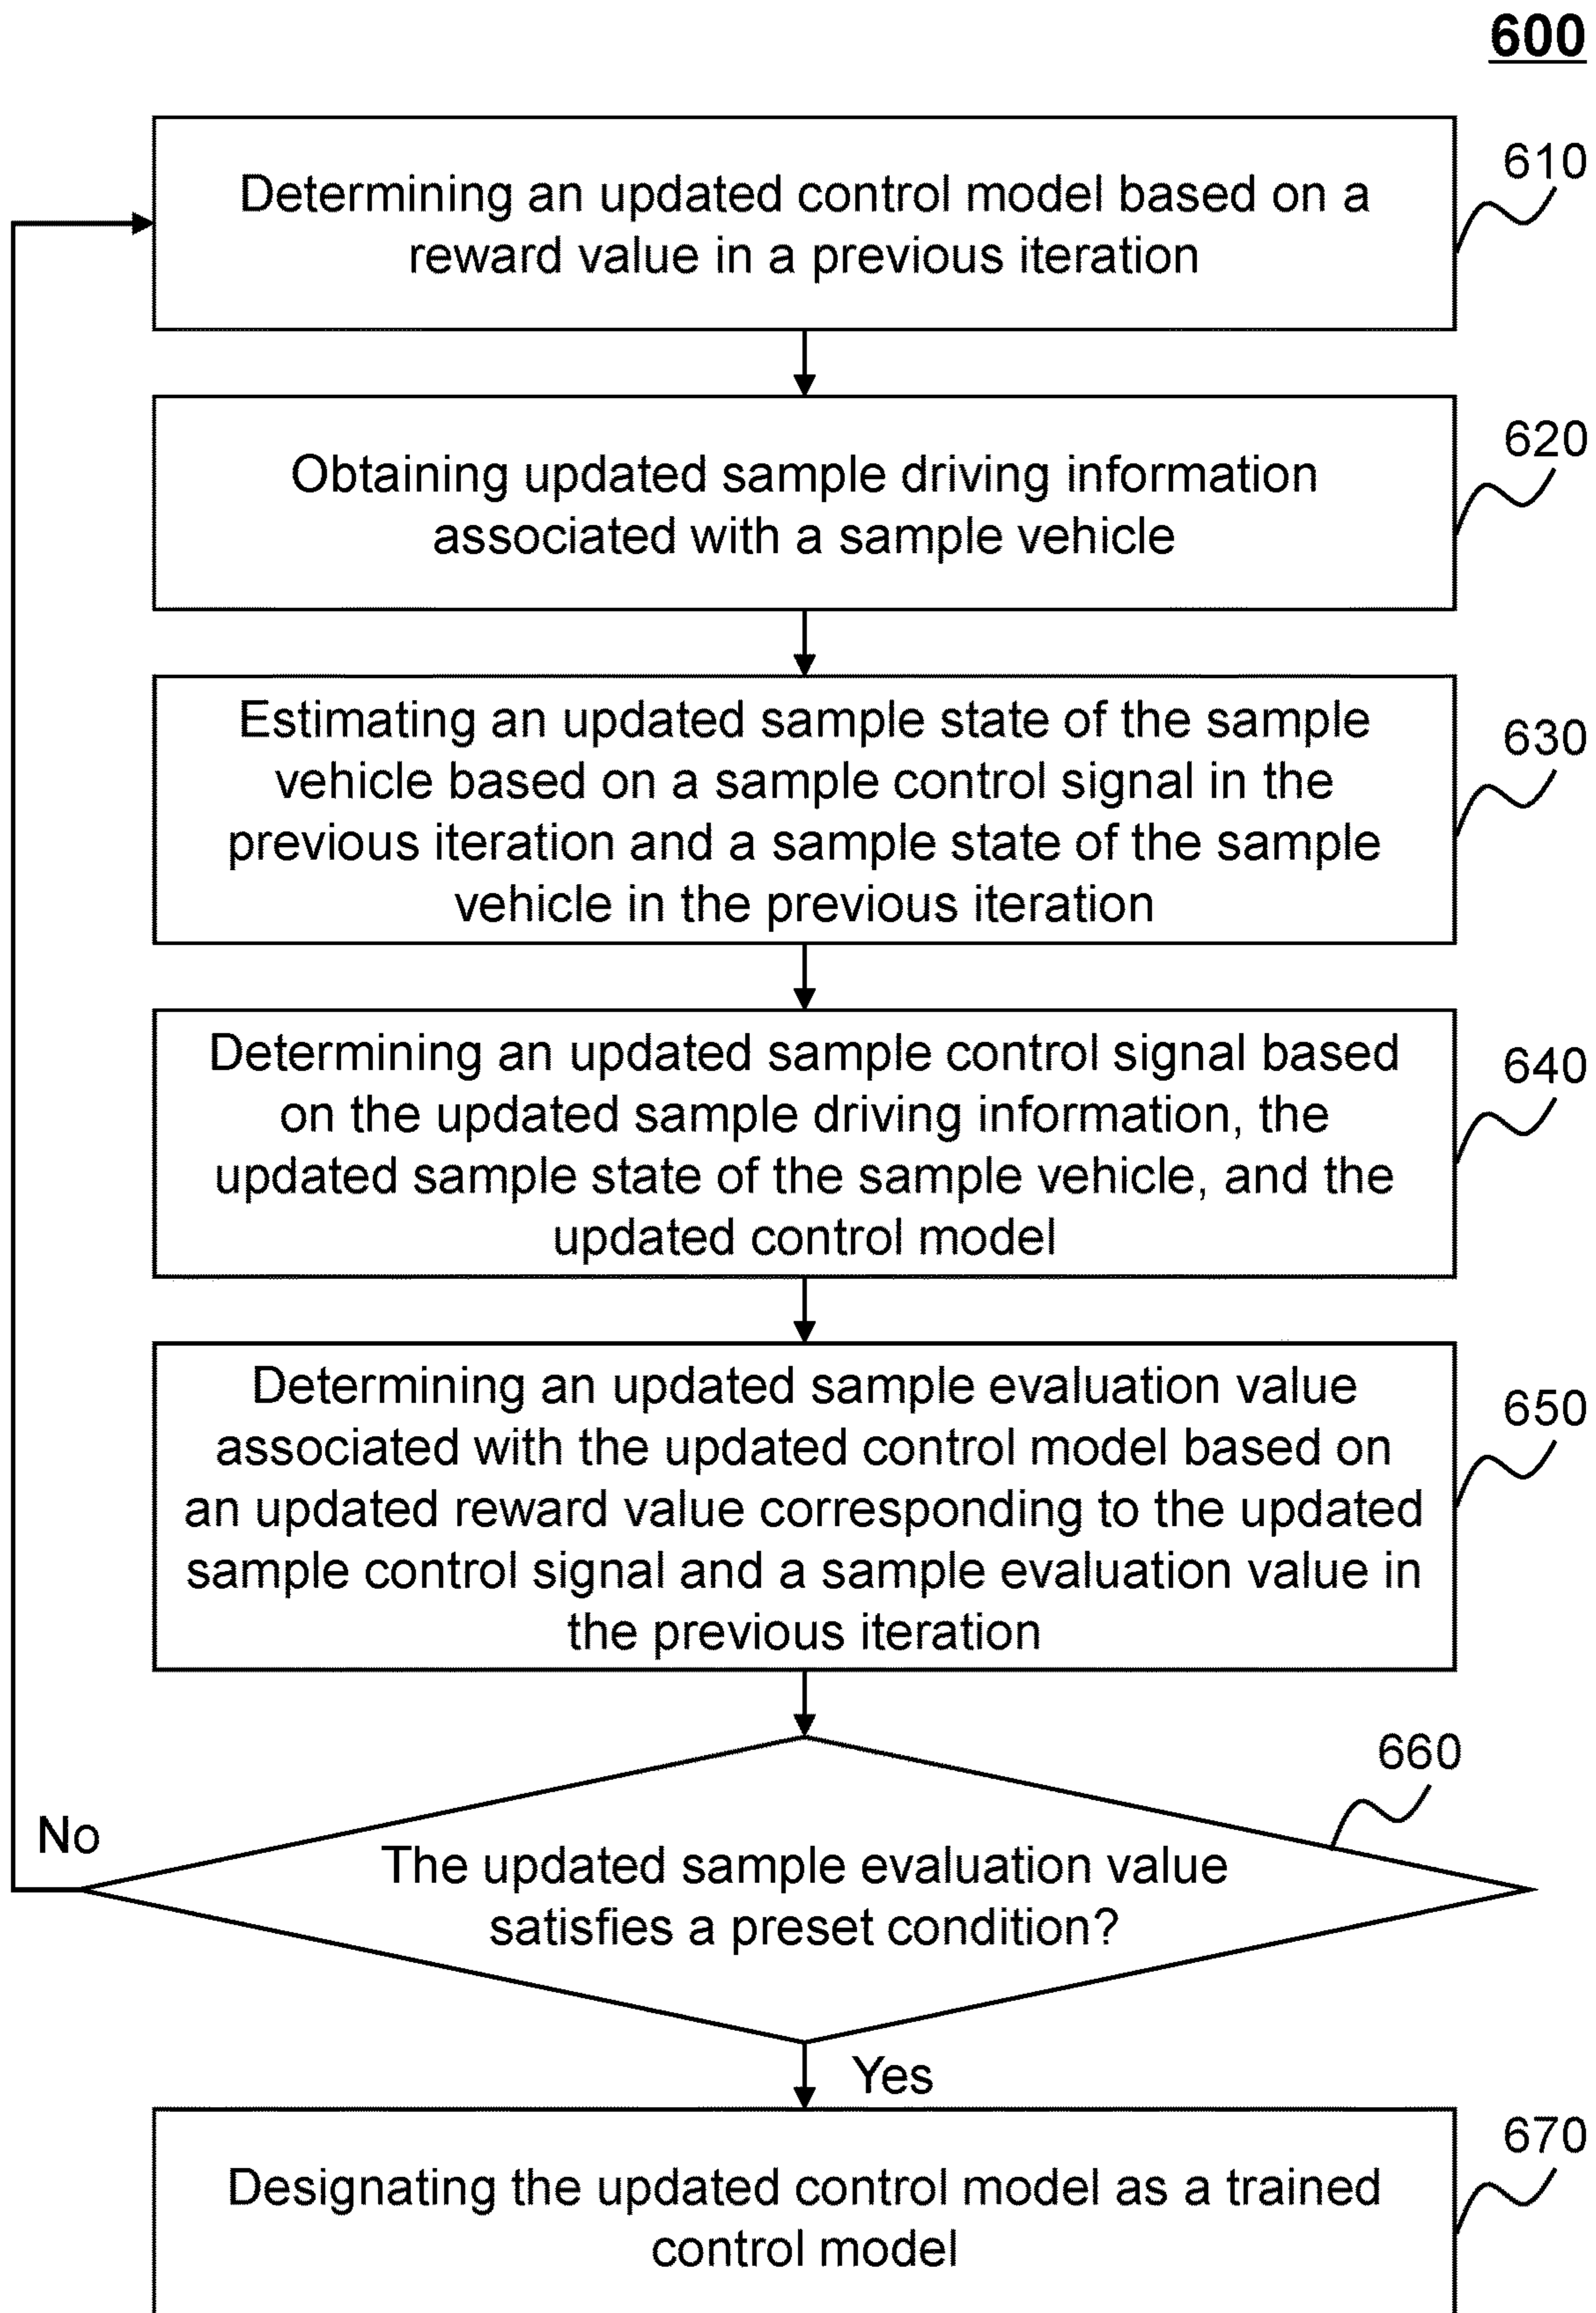 600
610
Determining an updated control model based on a
reward value in a previous iteration
620
Obtaining updated sample driving information
associated with a sample vehicle
630
Estimating an updated sample state of the sample
vehicle based on a sample control signal in the
previous iteration and a sample state of the sample
vehicle in the previous iteration
640
Determining an updated sample control signal based
on the updated sample driving information, the
updated sample state of the sample vehicle, and the
updated control model
650
Determining an updated sample evaluation value
associated with the updated control model based on
an updated reward value corresponding to the updated
sample control signal and a sample evaluation value in
the previous iteration
660
No
The updated sample evaluation value
satisfies a preset condition?
Yes
670
Designating the updated control model as a trained
control model